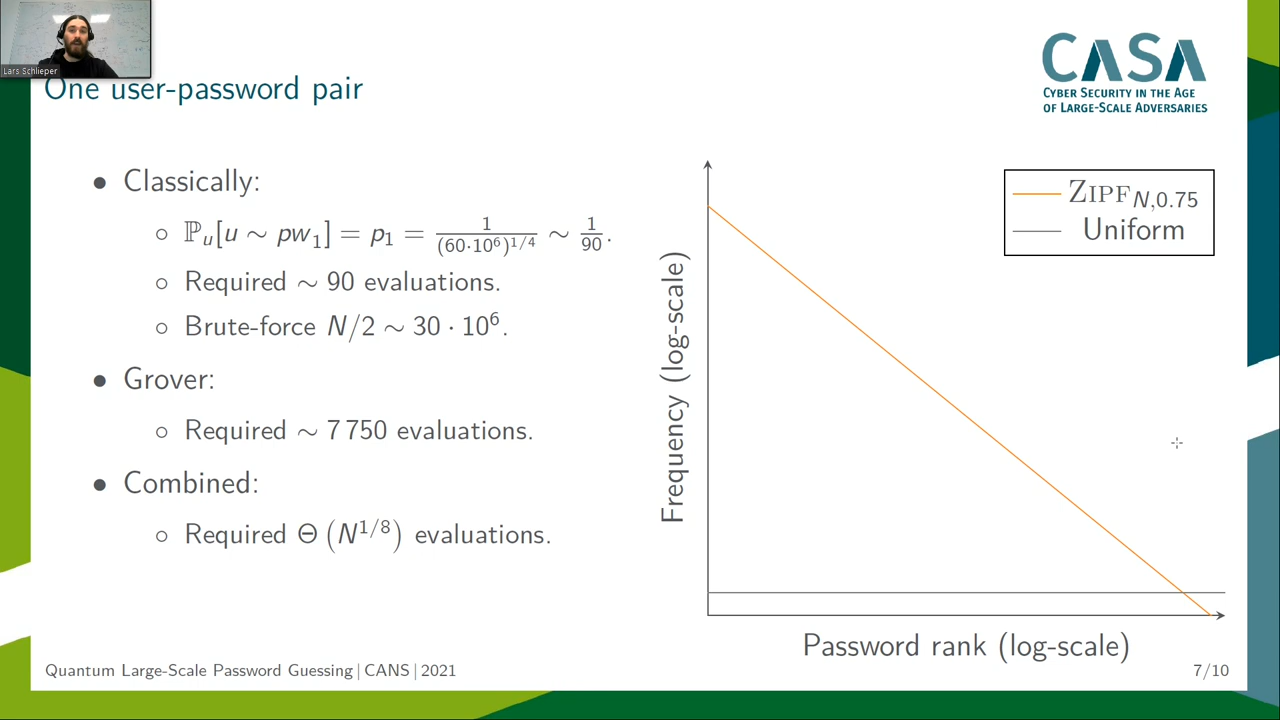 Lars Schlieper
One user-password pair
CASA
CYBER SECURITY IN THE AGE
OF LARGE-SCALE ADVERSARIES
• Classically:
◦ ℙ_u[u ∼ pw_1] = p_1 = 1/(60·10^6)^{1/4} ∼ 1/90.
◦ Required ∼ 90 evaluations.
◦ Brute-force N/2 ∼ 30 · 10^6.
• Grover:
◦ Required ∼ 7 750 evaluations.
• Combined:
◦ Required Θ (N^{1/8}) evaluations.
Frequency (log-scale)
ZIPF_{N,0.75}
Uniform
Password rank (log-scale)
Quantum Large-Scale Password Guessing | CANS | 2021
7/10